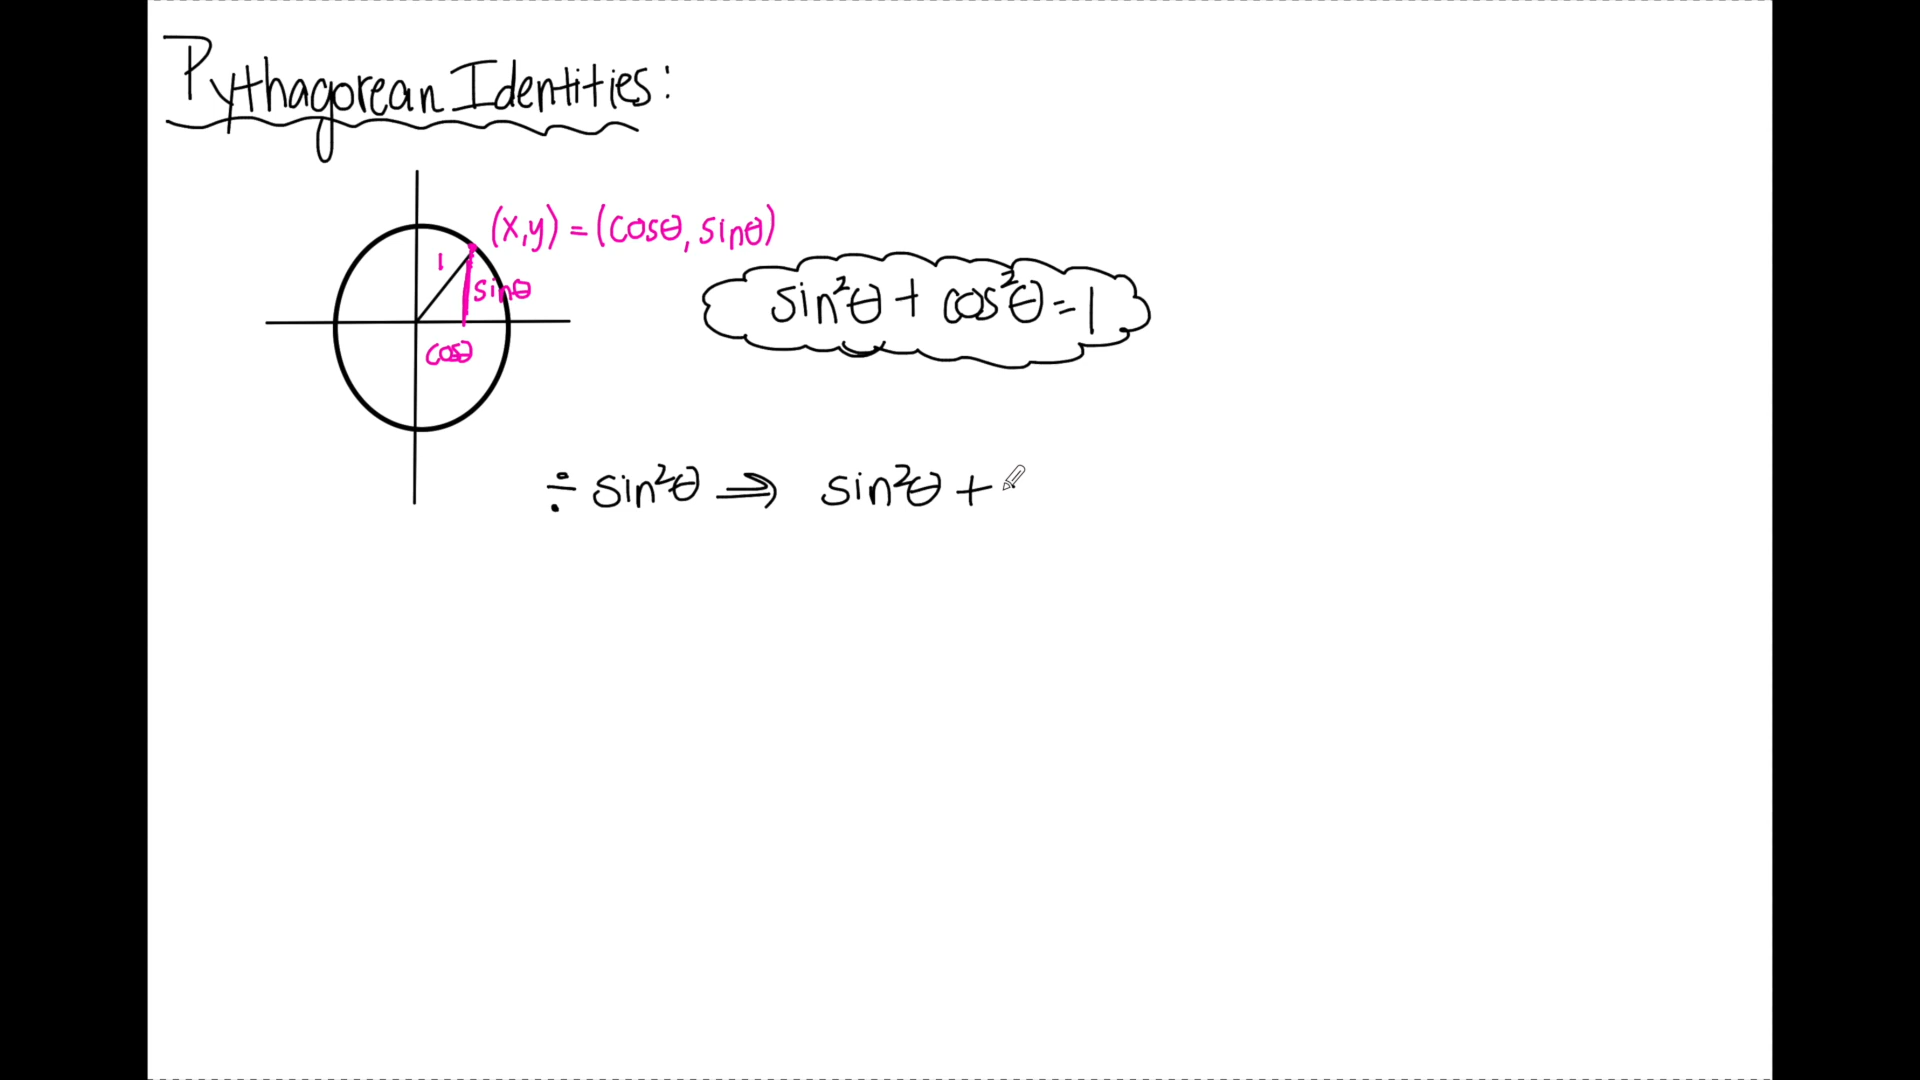 Pythagorean Identities:
(x,y) = (cosθ, sinθ)
1
sinθ
sin²θ + cos²θ = 1
cosθ
÷ sin²θ ⇒ sin²θ +